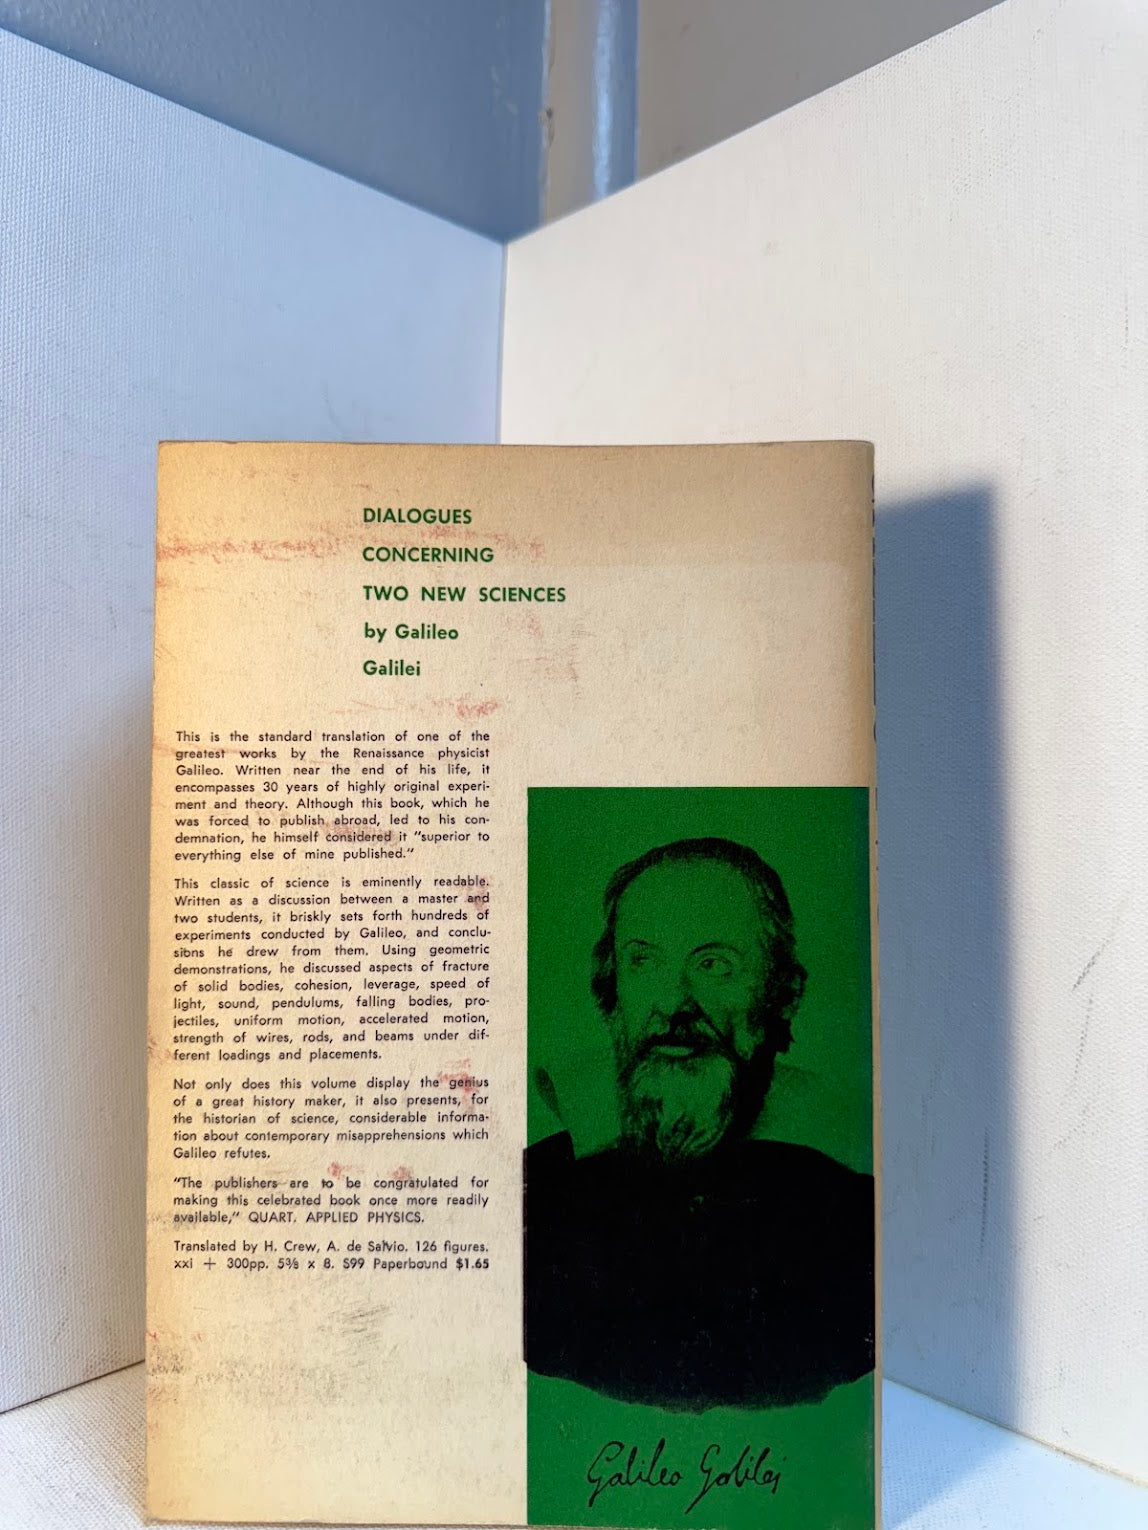 DIALOGUES
CONCERNING
TWO NEW SCIENCES
by Galileo
Galilei
This is the standard translation of one of the
greatest works by the Renaissance physicist
Galileo. Written near the end of his life, it
encompasses 30 years of highly original experi-
ment and theory. Although this book, which he
was forced to publish abroad, led to his con-
demnation, he himself considered it "superior to
everything else of mine published."
This classic of science is eminently readable.
Written as a discussion between a master and
two students, it briskly sets forth hundreds of
experiments conducted by Galileo, and conclu-
sions he drew from them. Using geometric
demonstrations, he discussed aspects of fracture
of solid bodies, cohesion, leverage, speed of
light, sound, pendulums, falling bodies, pro-
jectiles, uniform motion, accelerated motion,
strength of wires, rods, and beams under dif-
ferent loadings and placements.
Not only does this volume display the genius
of a great history maker, it also presents, for
the historian of science, considerable informa-
tion about contemporary misapprehensions which
Galileo refutes.
"The publishers are to be congratulated for
making this celebrated book once more readily
available," QUART. APPLIED PHYSICS.
Translated by H. Crew, A. de Salvio. 126 figures.
xxi + 300pp. 5⅜ x 8. S99 Paperbound $1.65
Galileo Galilei